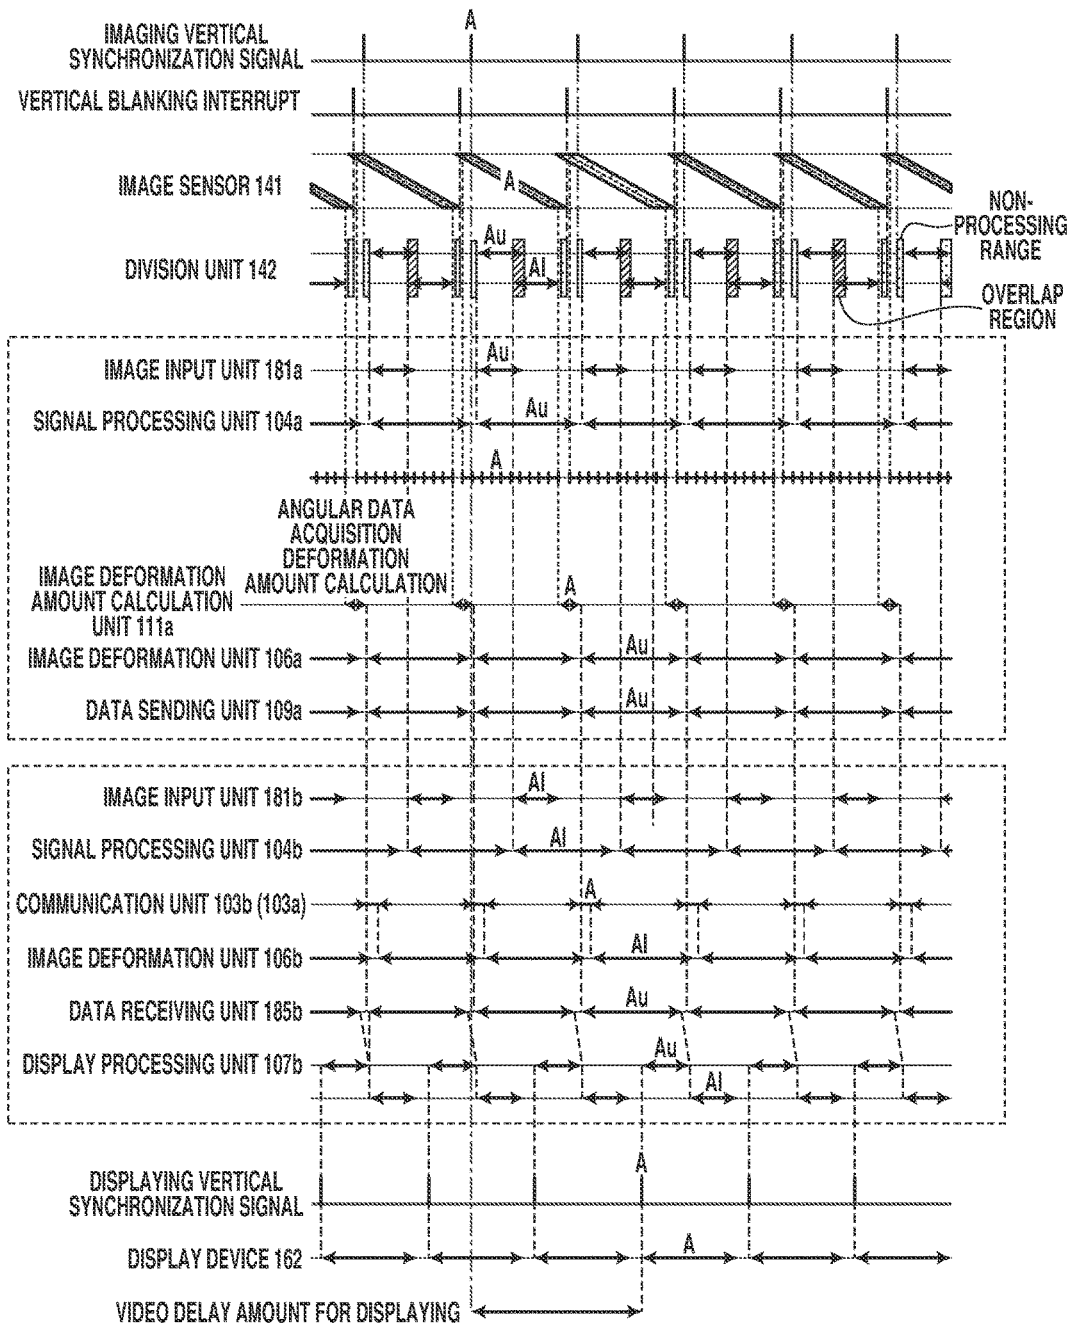 A
IMAGING VERTICAL
SYNCHRONIZATION SIGNAL
VERTICAL BLANKING INTERRUPT
IMAGE SENSOR 141
A
NON-
PROCESSING
RANGE
Au
DIVISION UNIT 142
Al
OVERLAP
REGION
Au
IMAGE INPUT UNIT 181a
SIGNAL PROCESSING UNIT 104a
Au
A
ANGULAR DATA
ACQUISITION
DEFORMATION
AMOUNT CALCULATION
IMAGE DEFORMATION
AMOUNT CALCULATION
UNIT 111a
A
IMAGE DEFORMATION UNIT 106a
Au
DATA SENDING UNIT 109a
Au
IMAGE INPUT UNIT 181b
Al
SIGNAL PROCESSING UNIT 104b
Al
COMMUNICATION UNIT 103b (103a)
A
IMAGE DEFORMATION UNIT 106b
Al
DATA RECEIVING UNIT 185b
Au
DISPLAY PROCESSING UNIT 107b
Au
Al
A
DISPLAYING VERTICAL
SYNCHRONIZATION SIGNAL
DISPLAY DEVICE 162
A
VIDEO DELAY AMOUNT FOR DISPLAYING